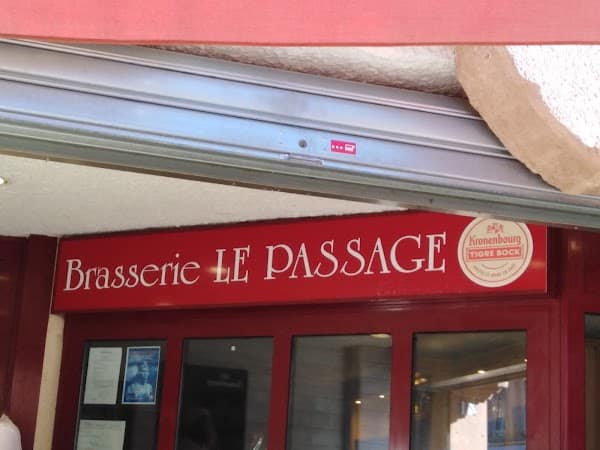 Brasserie LE PASSAGE
Kronenbourg
TIGRE BOCK